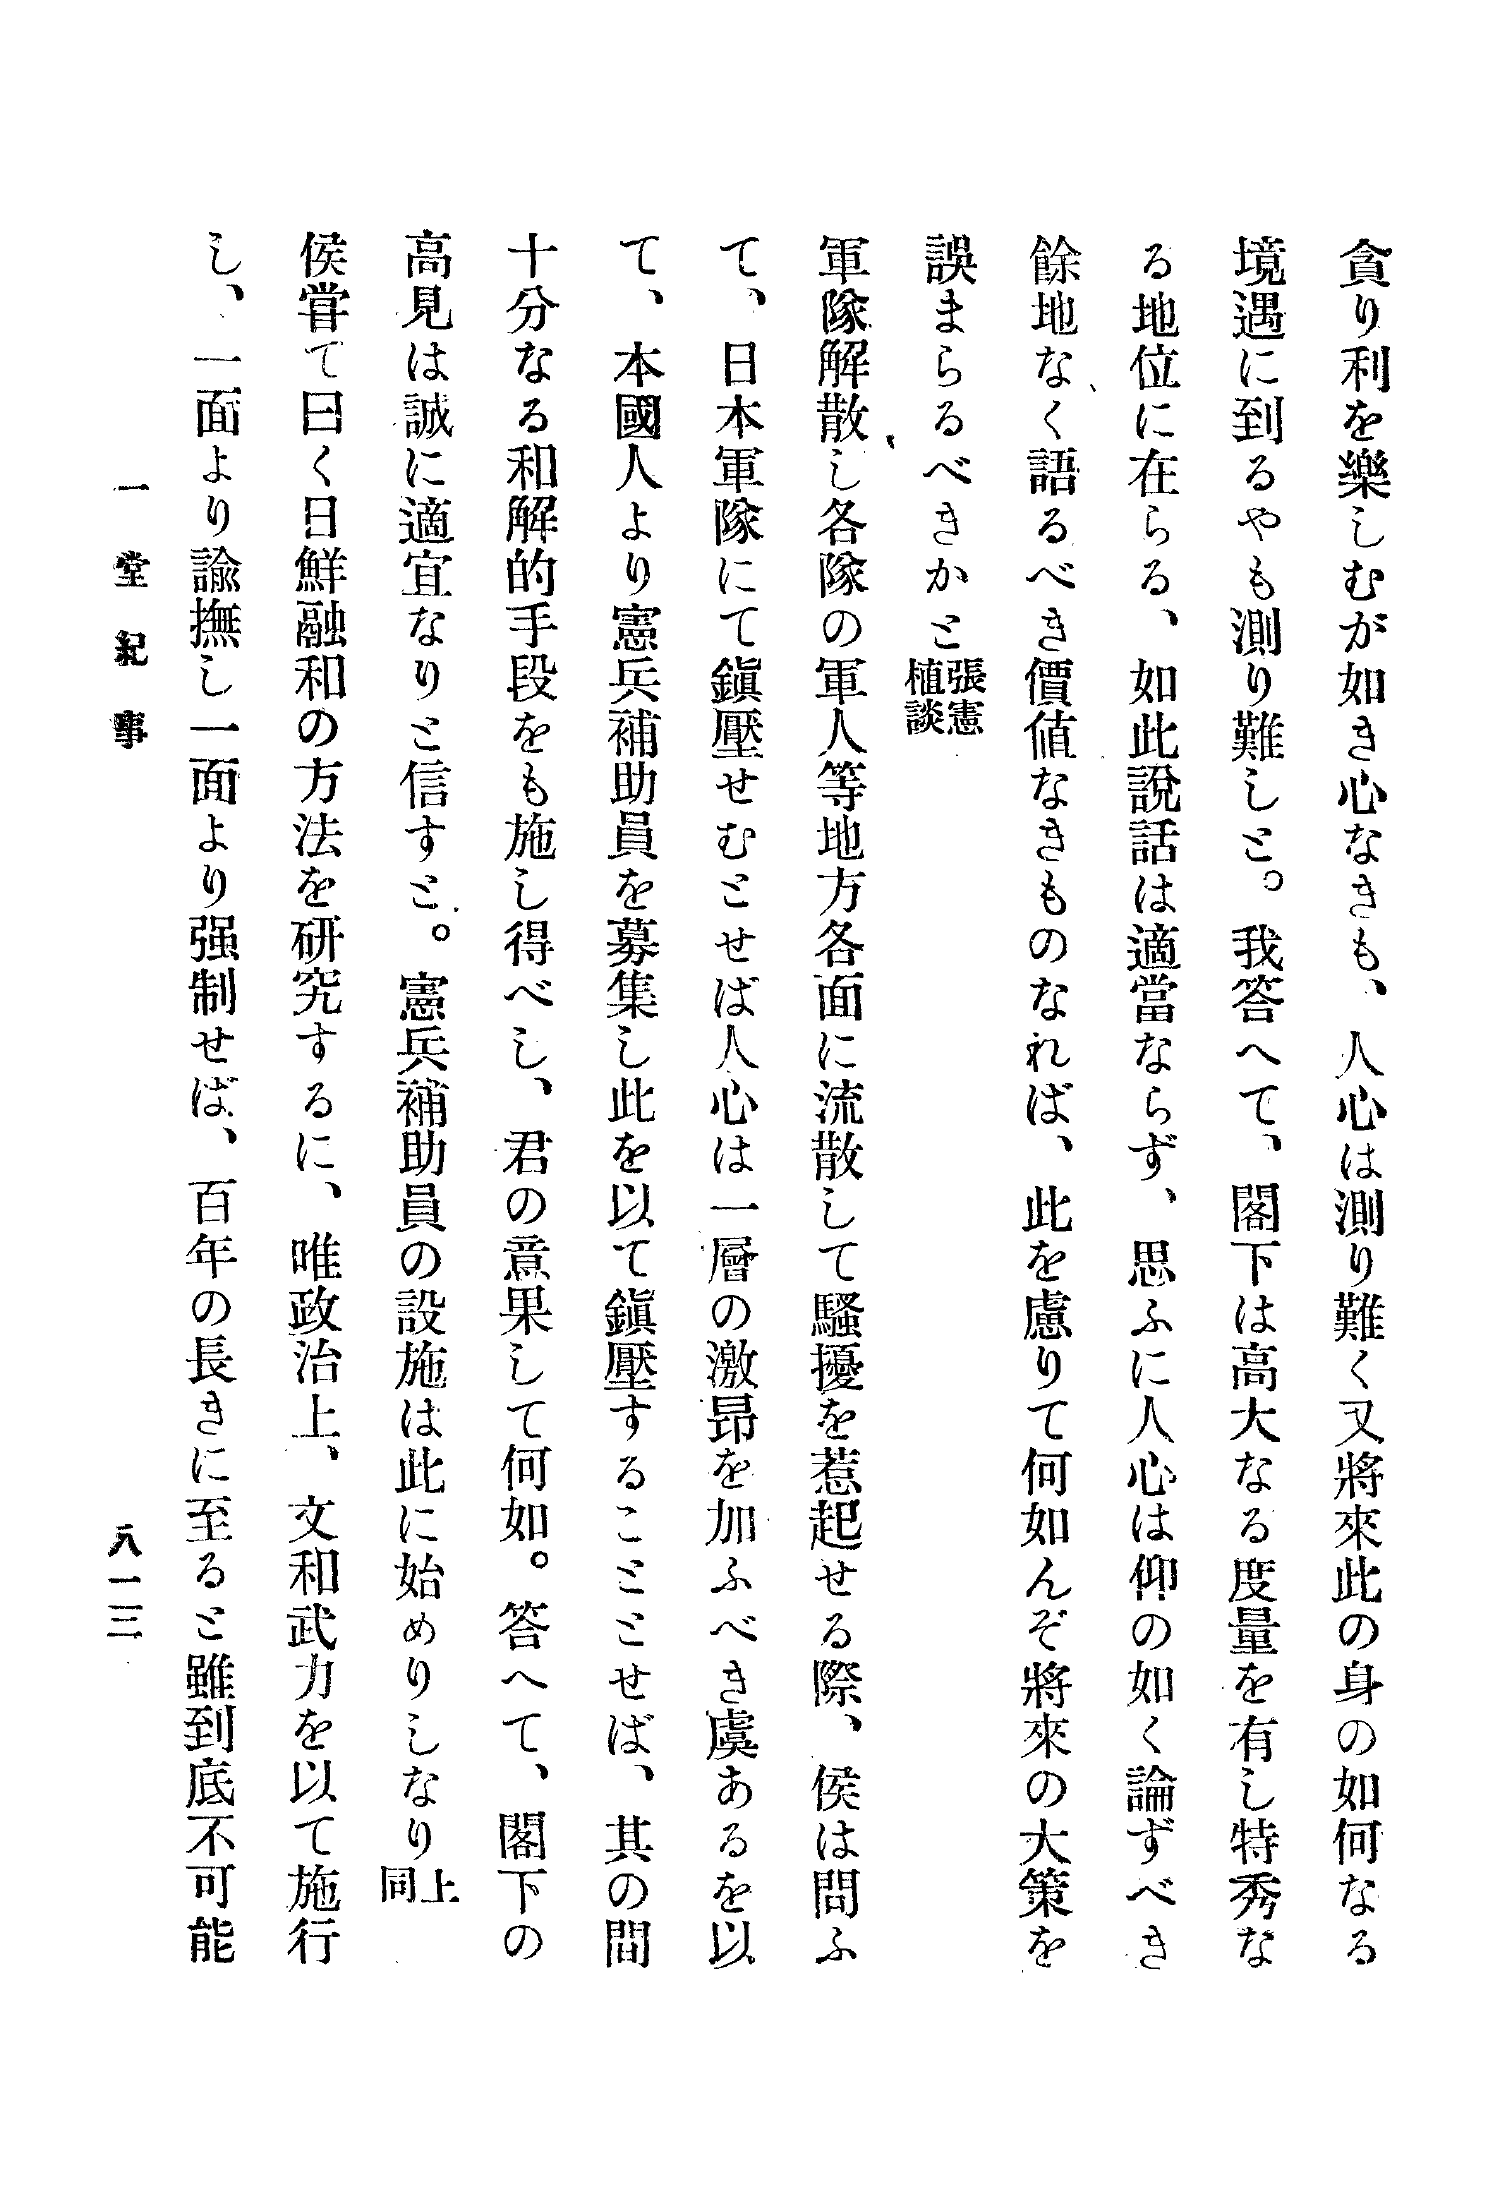 貪り利を樂しむが如き心なきも、人心は測り難く又將來此の身の如何なる
境遇に到るやも測り難しと。我答へて、閣下は高大なる度量を有し特秀な
る地位に在らる、如此說話は適當ならず、思ふに人心は仰の如く論ずべき
餘地なく語るべき價値なきものなれば、此を慮りて何如んぞ將來の大策を
誤まらるべきかと張憲植談
軍隊解散し各隊の軍人等地方各面に流散して騷擾を惹起せる際、侯は問ふ
て、日本軍隊にて鎭壓せむとせば人心は一層の激昂を加ふべき虞あるを以
て、本國人より憲兵補助員を募集し此を以て鎭壓することとせば、其の間
十分なる和解的手段をも施し得べし、君の意果して何如。答へて、閣下の
高見は誠に適宜なりと信すと。憲兵補助員の設施は此に始めりしなり同上
侯嘗て曰く日鮮融和の方法を研究するに、唯政治上、文和武力を以て施行
し、一面より諭撫し一面より强制せば、百年の長きに至ると雖到底不可能
一堂紀事
八一三